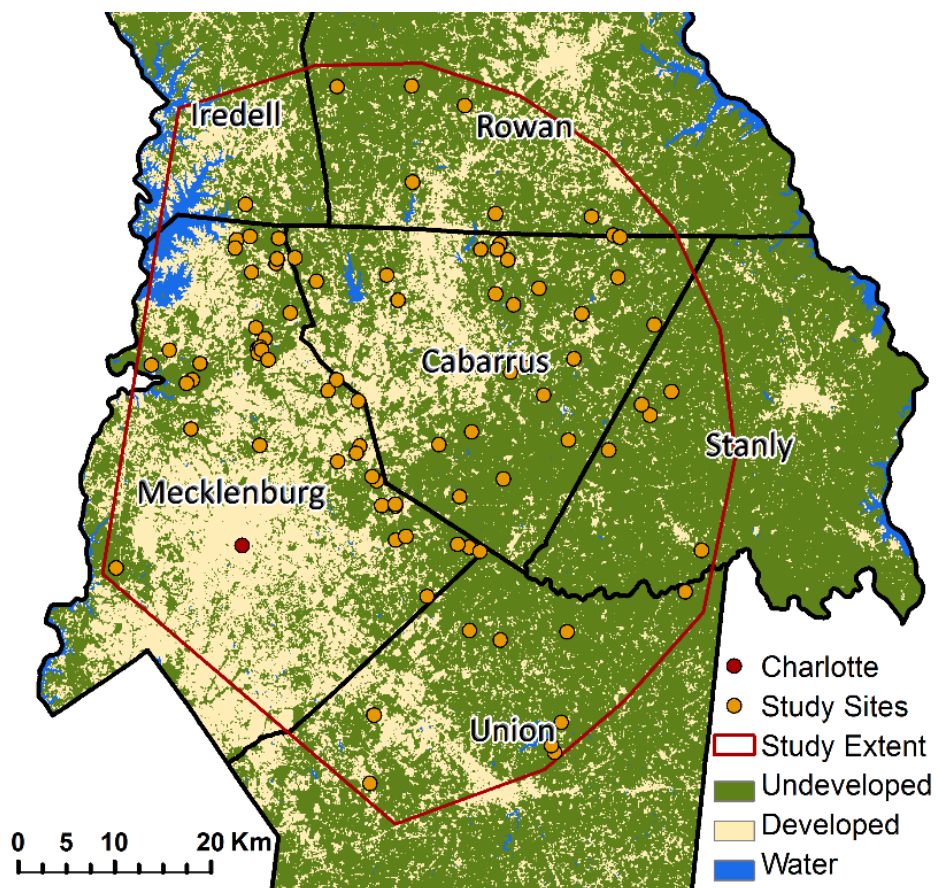 Iredell
Rowan
Cabarrus
Stanly
Mecklenburg
Union
Charlotte
Study Sites
Study Extent
Undeveloped
Developed
Water
0 5 10 20 Km